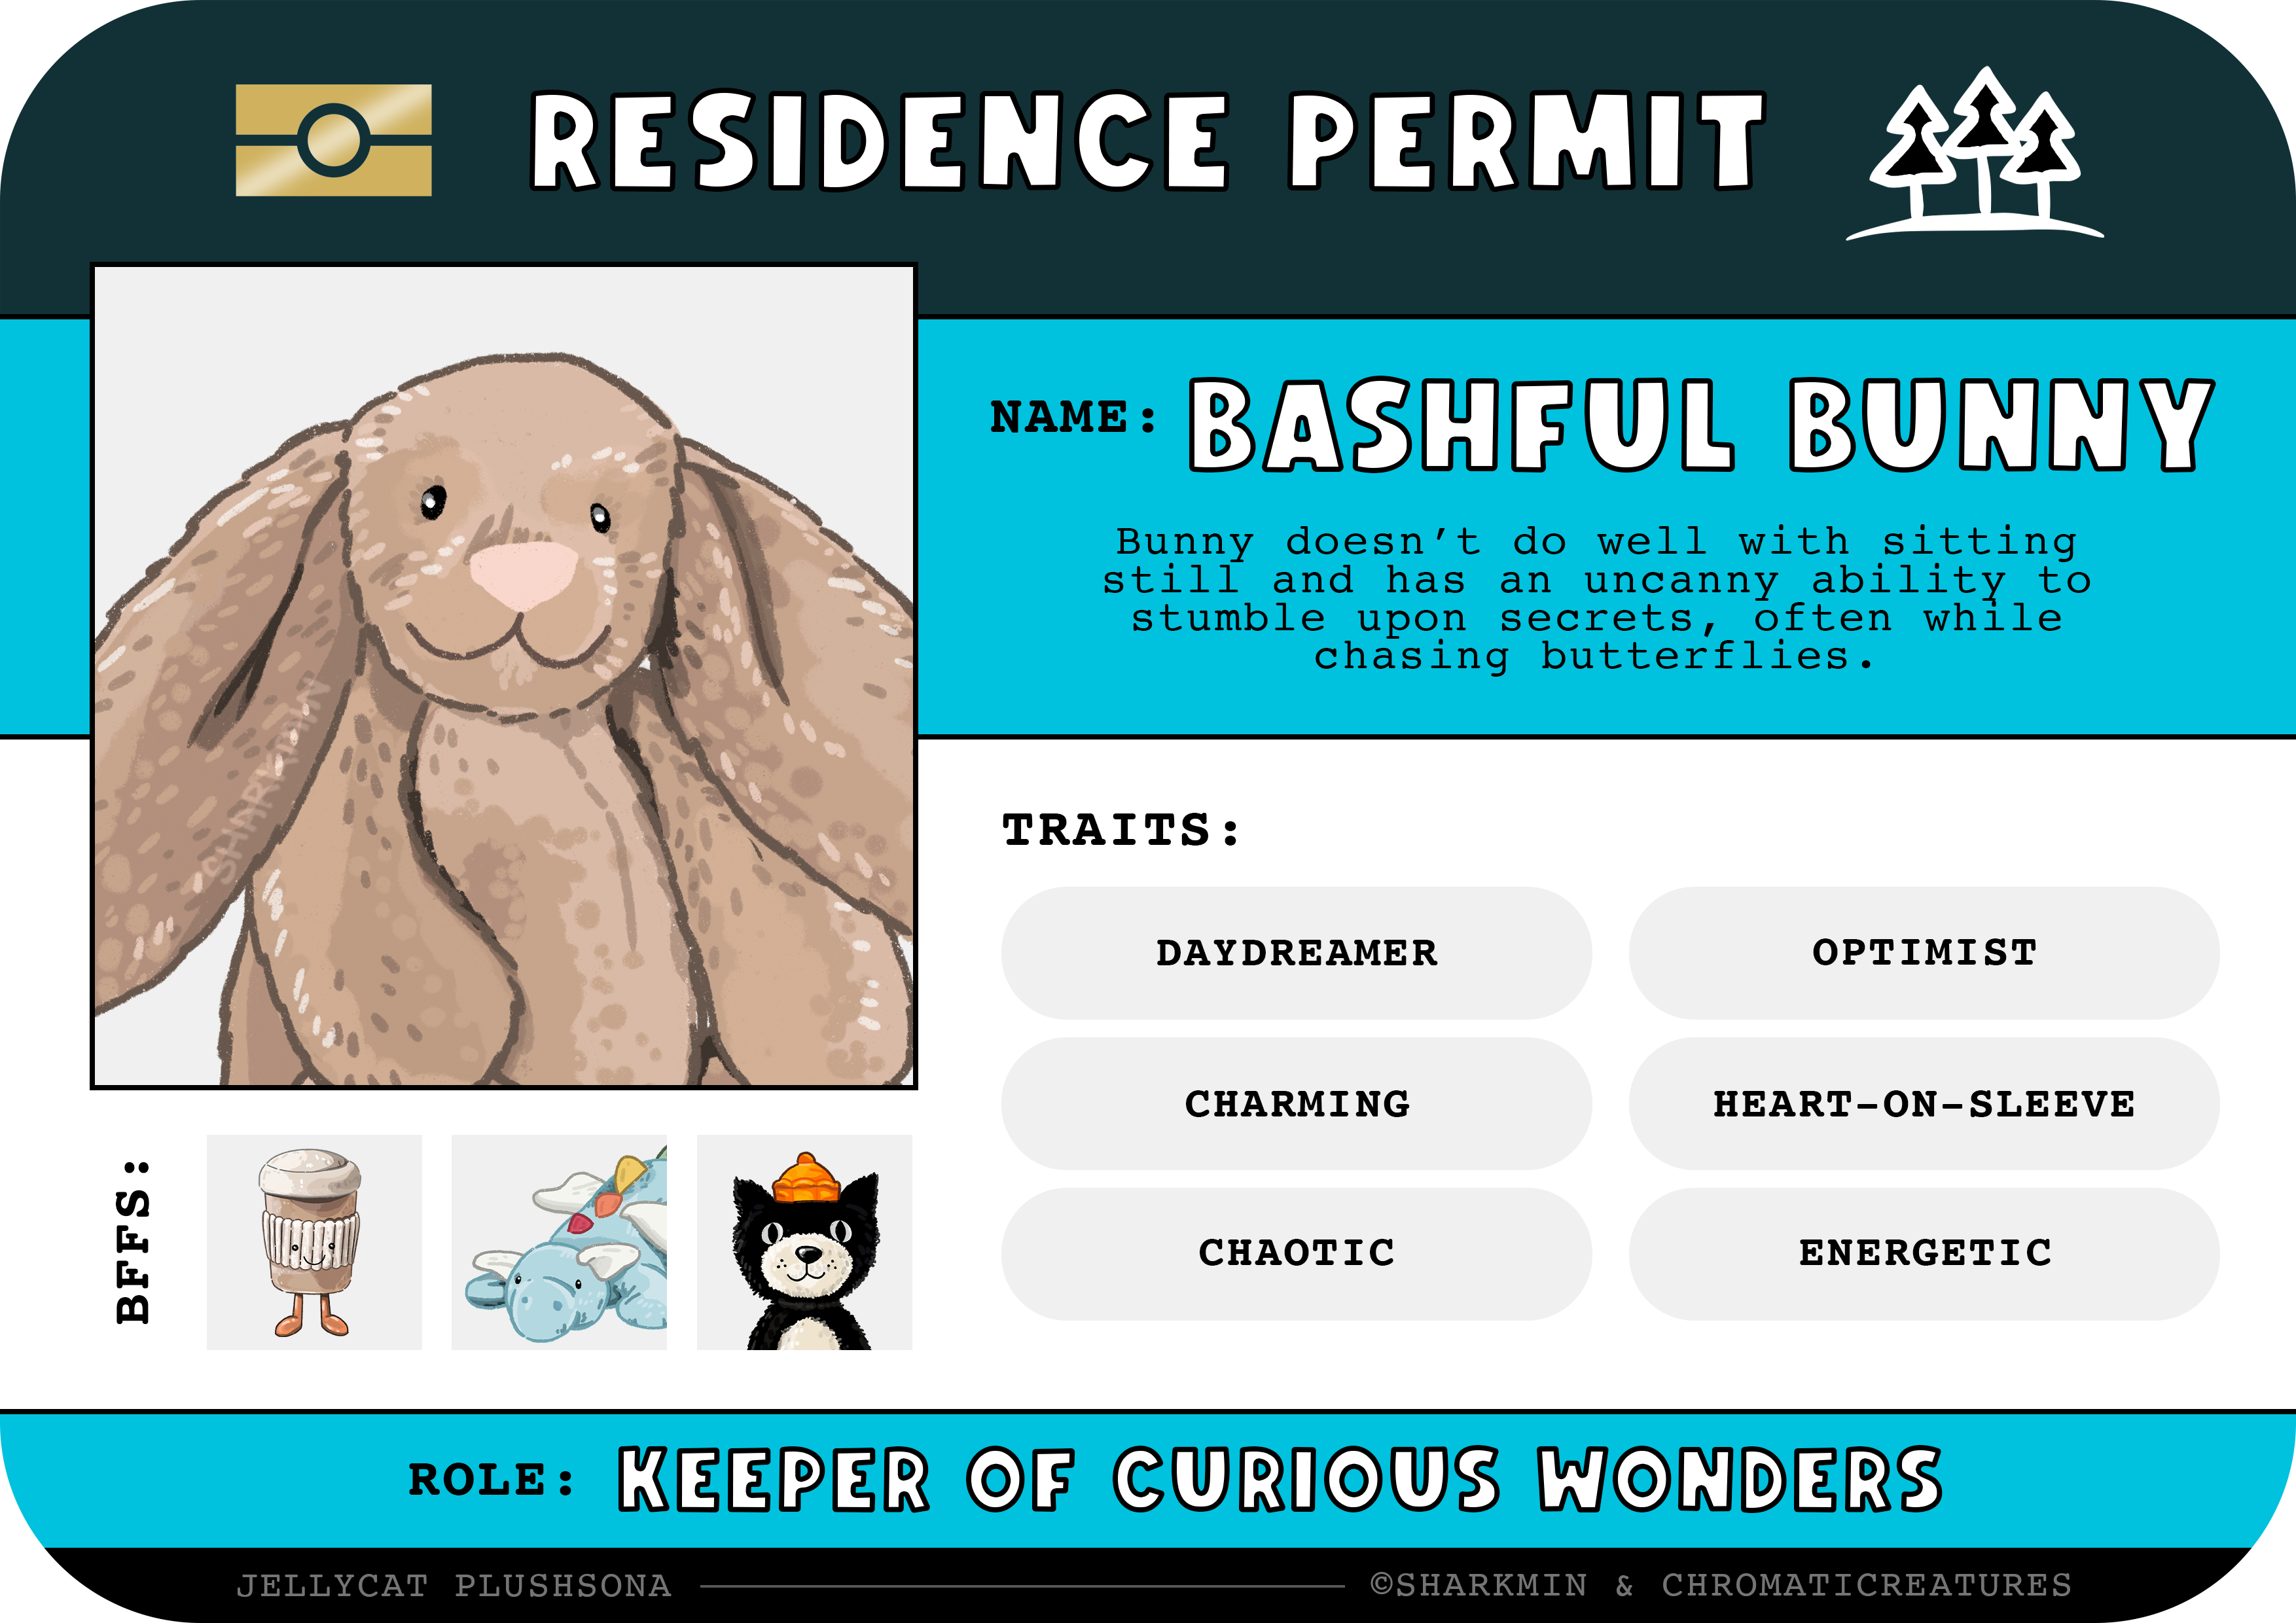 RESIDENCE PERMIT
NAME: BASHFUL BUNNY
Bunny doesn’t do well with sitting
still and has an uncanny ability to
stumble upon secrets, often while
chasing butterflies.
SHARKMIN
TRAITS:
DAYDREAMER
OPTIMIST
CHARMING
HEART-ON-SLEEVE
CHAOTIC
ENERGETIC
BFFS:
ROLE: KEEPER OF CURIOUS WONDERS
JELLYCAT PLUSHSONA
©SHARKMIN & CHROMATICREATURES